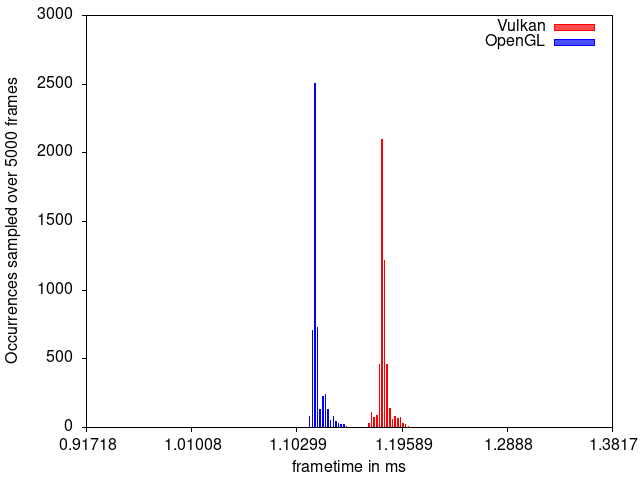 3000
Vulkan
OpenGL
2500
2000
1500
1000
500
0
Occurrences sampled over 5000 frames
0.91718 1.01008 1.10299 1.19589 1.2888 1.3817
frametime in ms